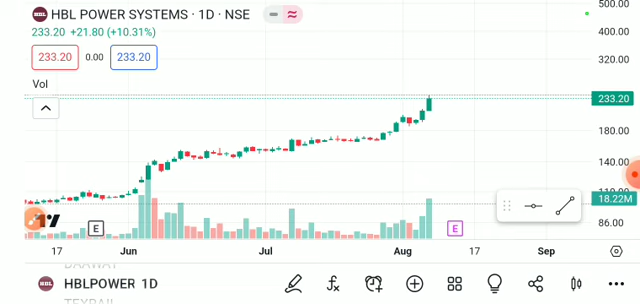 HBL HBL POWER SYSTEMS · 1D · NSE
233.20 +21.80 (+10.31%)
233.20 0.00 233.20
Vol
500.00
400.00
320.00
233.20
180.00
140.00
18.22M
86.00
E E
17 Jun Jul Aug 17 Sep
HBL HBLPOWER 1D